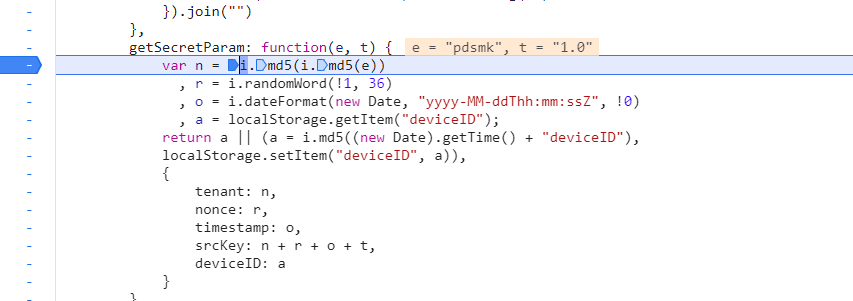 }).join("")
},
getSecretParam: function(e, t) { e = "pdsmk", t = "1.0"
var n = i.md5(i.md5(e))
, r = i.randomWord(!1, 36)
, o = i.dateFormat(new Date, "yyyy-MM-ddThh:mm:ssZ", !0)
, a = localStorage.getItem("deviceID");
return a || (a = i.md5((new Date).getTime() + "deviceID"),
localStorage.setItem("deviceID", a)),
{
tenant: n,
nonce: r,
timestamp: o,
srcKey: n + r + o + t,
deviceID: a
}
}